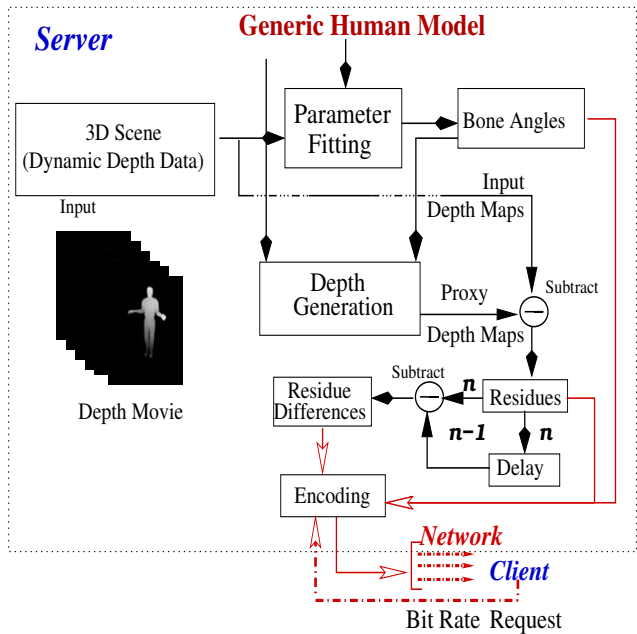 Server
Generic Human Model
3D Scene
(Dynamic Depth Data)
Parameter
Fitting
Bone Angles
Input
Input
Depth Maps
Depth
Generation
Proxy
Depth Maps
Subtract
Depth Movie
Residue
Differences
Subtract
n
Residues
n-1
n
Delay
Encoding
Network
Client
Bit Rate Request